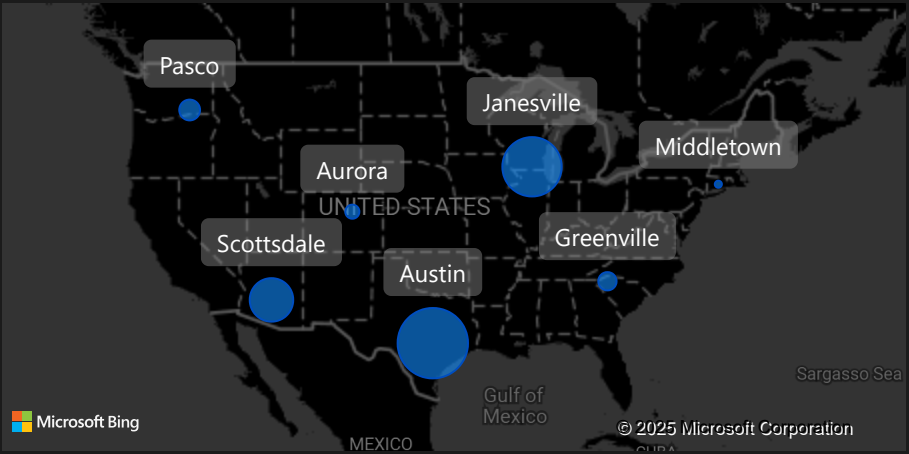 Pasco
Janesville
Middletown
Aurora
UNITED STATES
Greenville
Scottsdale
Austin
Sargasso Sea
Gulf of
Mexico
Microsoft Bing
© 2025 Microsoft Corporation
MEXICO
CUBA